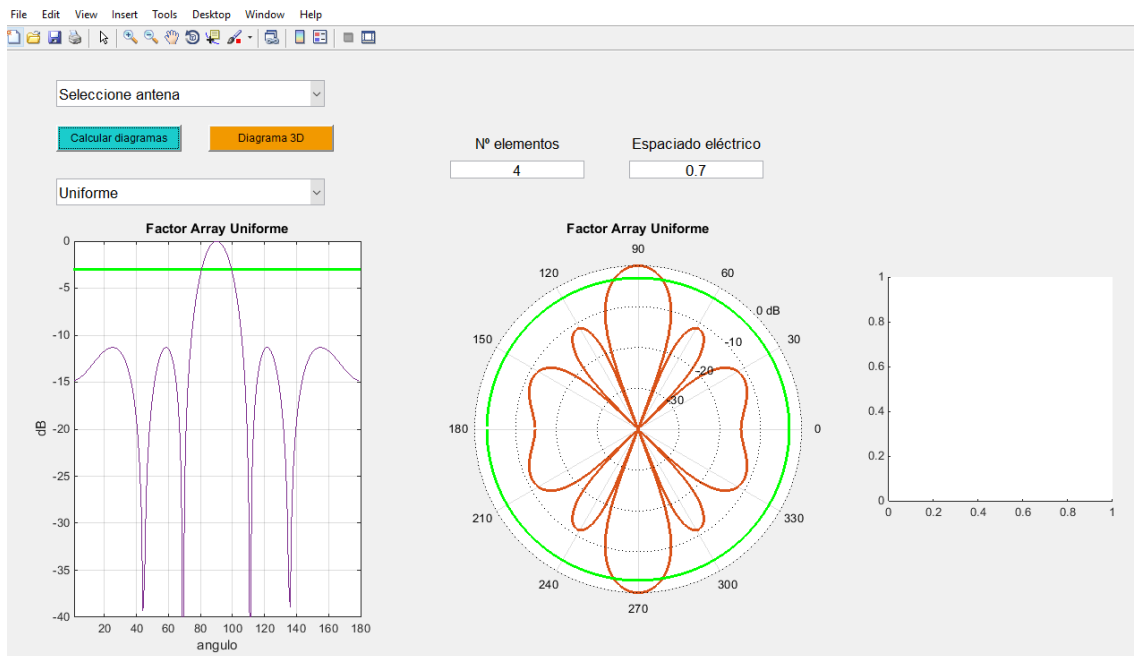 File Edit View Insert Tools Desktop Window Help
Seleccione antena
Calcular diagramas Diagrama 3D
Nº elementos Espaciado eléctrico
4 0.7
Uniforme
Factor Array Uniforme
0
-5
-10
-15
-20
-25
-30
-35
-40
dB
20 40 60 80 100 120 140 160 180
angulo
Factor Array Uniforme
90
120 60
0 dB
150 30
-10
-20
-30
180 0
210 330
240 300
270
1
0.8
0.6
0.4
0.2
0
0 0.2 0.4 0.6 0.8 1